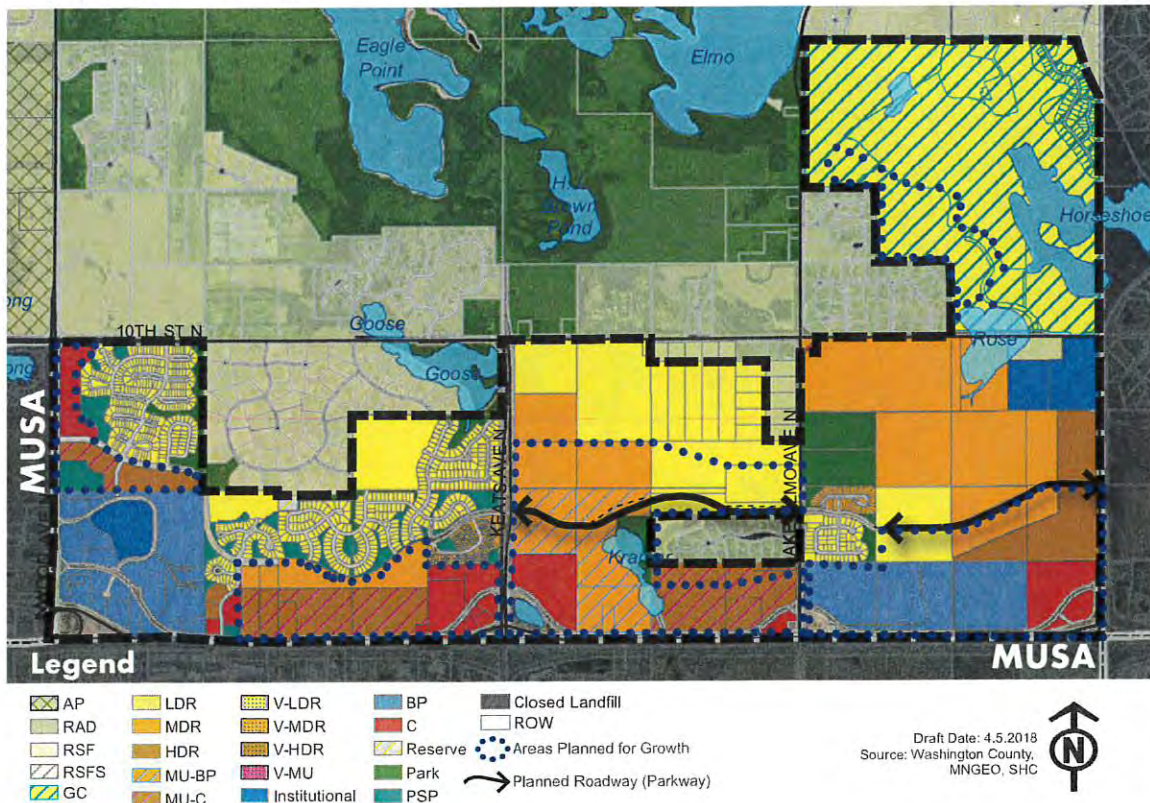 Eagle
Point
Elmo
Horseshoe
Goose
10TH ST N
Goose
Rose
MUSA
KEATS AVE N
Legend
MUSA
AP
RAD
RSF
RSFS
GC
LDR
MDR
HDR
MU-BP
MU-C
V-LDR
V-MDR
V-HDR
V-MU
Institutional
BP
C
Reserve
Park
PSP
Closed Landfill
ROW
Areas Planned for Growth
Planned Roadway (Parkway)
Draft Date: 4.5.2018
Source: Washington County,
MNGEO, SHC
N